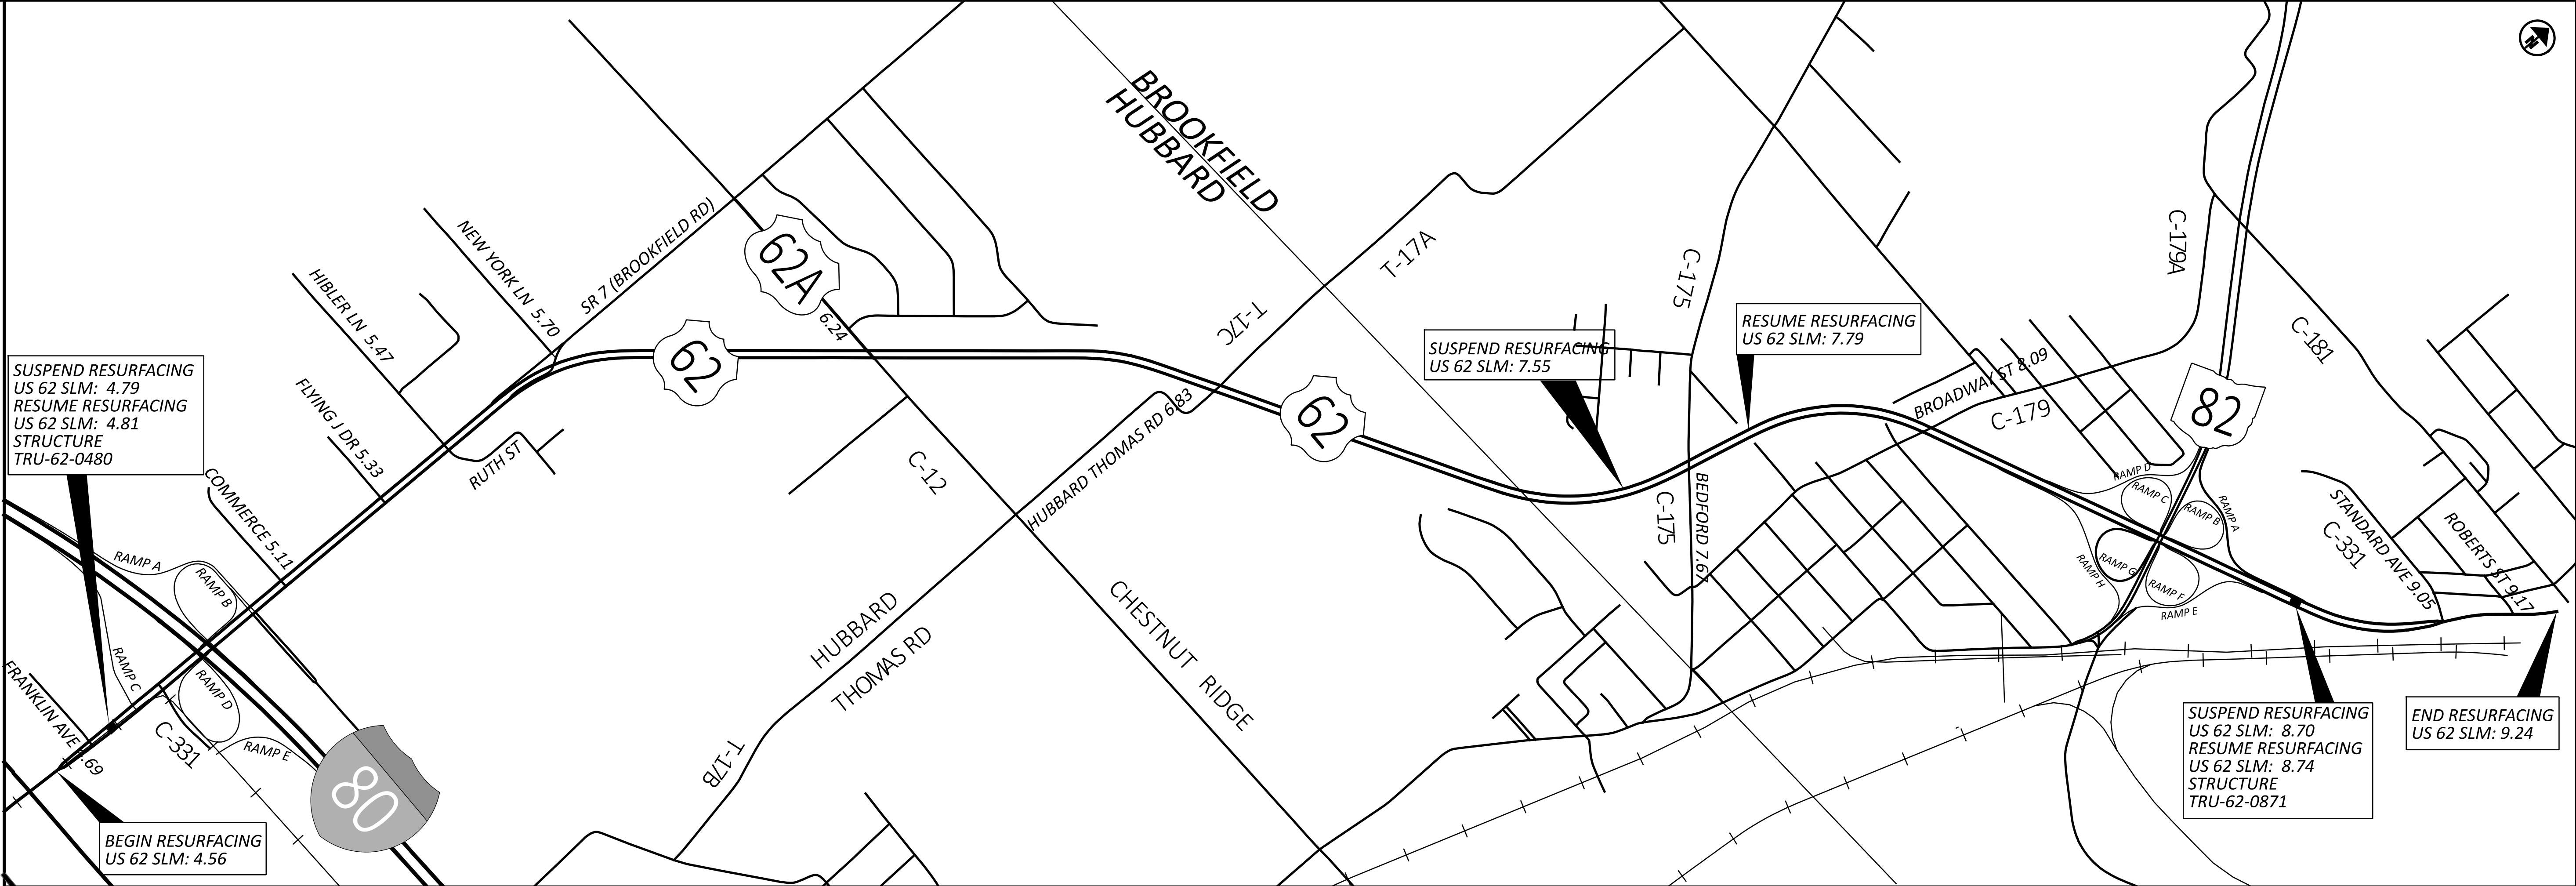 N
BROOKFIELD
HUBBARD
SR 7 (BROOKFIELD RD)
NEW YORK LN 5.70
HIBLER LN 5.47
FLYING J DR 5.33
COMMERCE 5.11
RUTH ST
62A
6.24
62
62
T-17A
T-17C
C-175
C-179A
C-181
SUSPEND RESURFACING
US 62 SLM: 4.79
RESUME RESURFACING
US 62 SLM: 4.81
STRUCTURE
TRU-62-0480
SUSPEND RESURFACING
US 62 SLM: 7.55
RESUME RESURFACING
US 62 SLM: 7.79
BROADWAY ST 8.09
C-179
82
C-12
HUBBARD THOMAS RD 6.83
C-175
BEDFORD 7.67
RAMP D
RAMP C
RAMP B
RAMP A
RAMP G
RAMP H
RAMP F
RAMP E
STANDARD AVE 9.05
C-331
ROBERTS ST 9.17
RAMP A
RAMP B
RAMP C
RAMP D
RAMP E
FRANKLIN AVE
C-331
80
HUBBARD
THOMAS RD
T-17B
CHESTNUT RIDGE
BEGIN RESURFACING
US 62 SLM: 4.56
SUSPEND RESURFACING
US 62 SLM: 8.70
RESUME RESURFACING
US 62 SLM: 8.74
STRUCTURE
TRU-62-0871
END RESURFACING
US 62 SLM: 9.24